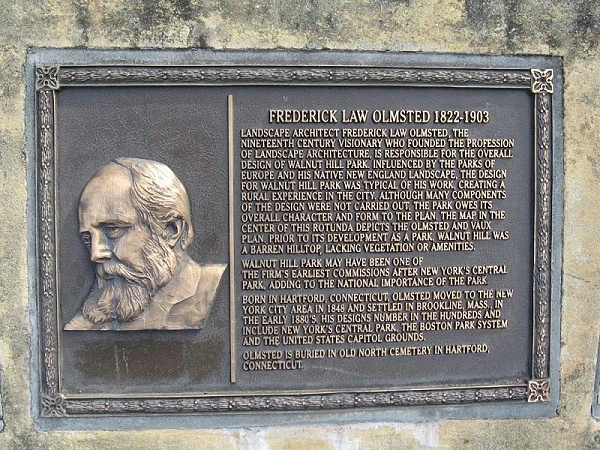 FREDERICK LAW OLMSTED 1822-1903
LANDSCAPE ARCHITECT FREDERICK LAW OLMSTED, THE
NINETEENTH CENTURY VISIONARY WHO FOUNDED THE PROFESSION
OF LANDSCAPE ARCHITECTURE, IS RESPONSIBLE FOR THE OVERALL
DESIGN OF WALNUT HILL PARK. INFLUENCED BY THE PARKS OF
EUROPE AND HIS NATIVE NEW ENGLAND LANDSCAPE, THE DESIGN
FOR WALNUT HILL PARK WAS TYPICAL OF HIS WORK, CREATING A
RURAL EXPERIENCE IN THE CITY. ALTHOUGH MANY COMPONENTS
OF THE DESIGN WERE NOT CARRIED OUT, THE PARK OWES ITS
OVERALL CHARACTER AND FORM TO THE PLAN. THE MAP IN THE
CENTER OF THIS ROTUNDA DEPICTS THE OLMSTED AND VAUX
PLAN. PRIOR TO ITS DEVELOPMENT AS A PARK, WALNUT HILL WAS
A BARREN HILLTOP, LACKING VEGETATION OR AMENITIES.
WALNUT HILL PARK MAY HAVE BEEN ONE OF
THE FIRM'S EARLIEST COMMISSIONS AFTER NEW YORK'S CENTRAL
PARK, ADDING TO THE NATIONAL IMPORTANCE OF THE PARK
BORN IN HARTFORD, CONNECTICUT, OLMSTED MOVED TO THE NEW
YORK CITY AREA IN 1848 AND SETTLED IN BROOKLINE, MASS., IN
THE EARLY 1880'S. HIS DESIGNS NUMBER IN THE HUNDREDS AND
INCLUDE NEW YORK'S CENTRAL PARK, THE BOSTON PARK SYSTEM
AND THE UNITED STATES CAPITOL GROUNDS.
OLMSTED IS BURIED IN OLD NORTH CEMETERY IN HARTFORD,
CONNECTICUT.